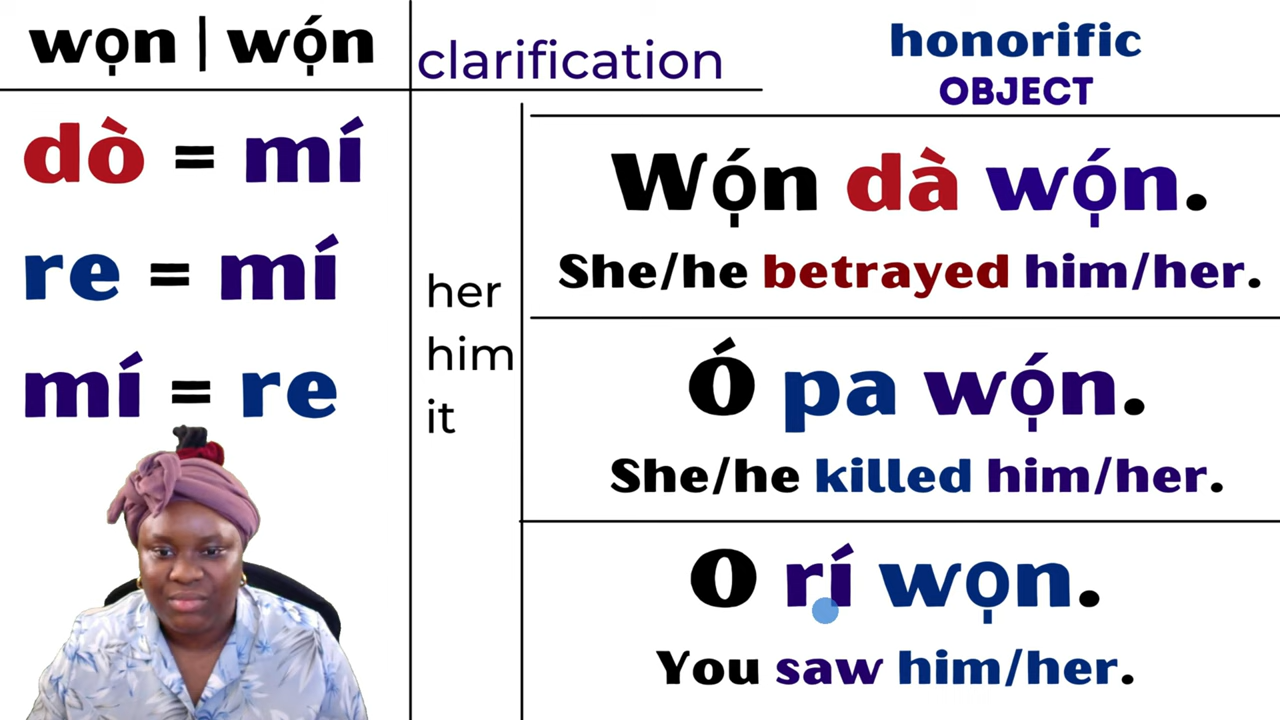 wọn | wọ́n
dò = mí
re = mí
mí = re
clarification
her
him
it
honorific
OBJECT
Wọ́n dà wọ́n.
She/he betrayed him/her.
Ó pa wọ́n.
She/he killed him/her.
O rí wọn.
You saw him/her.